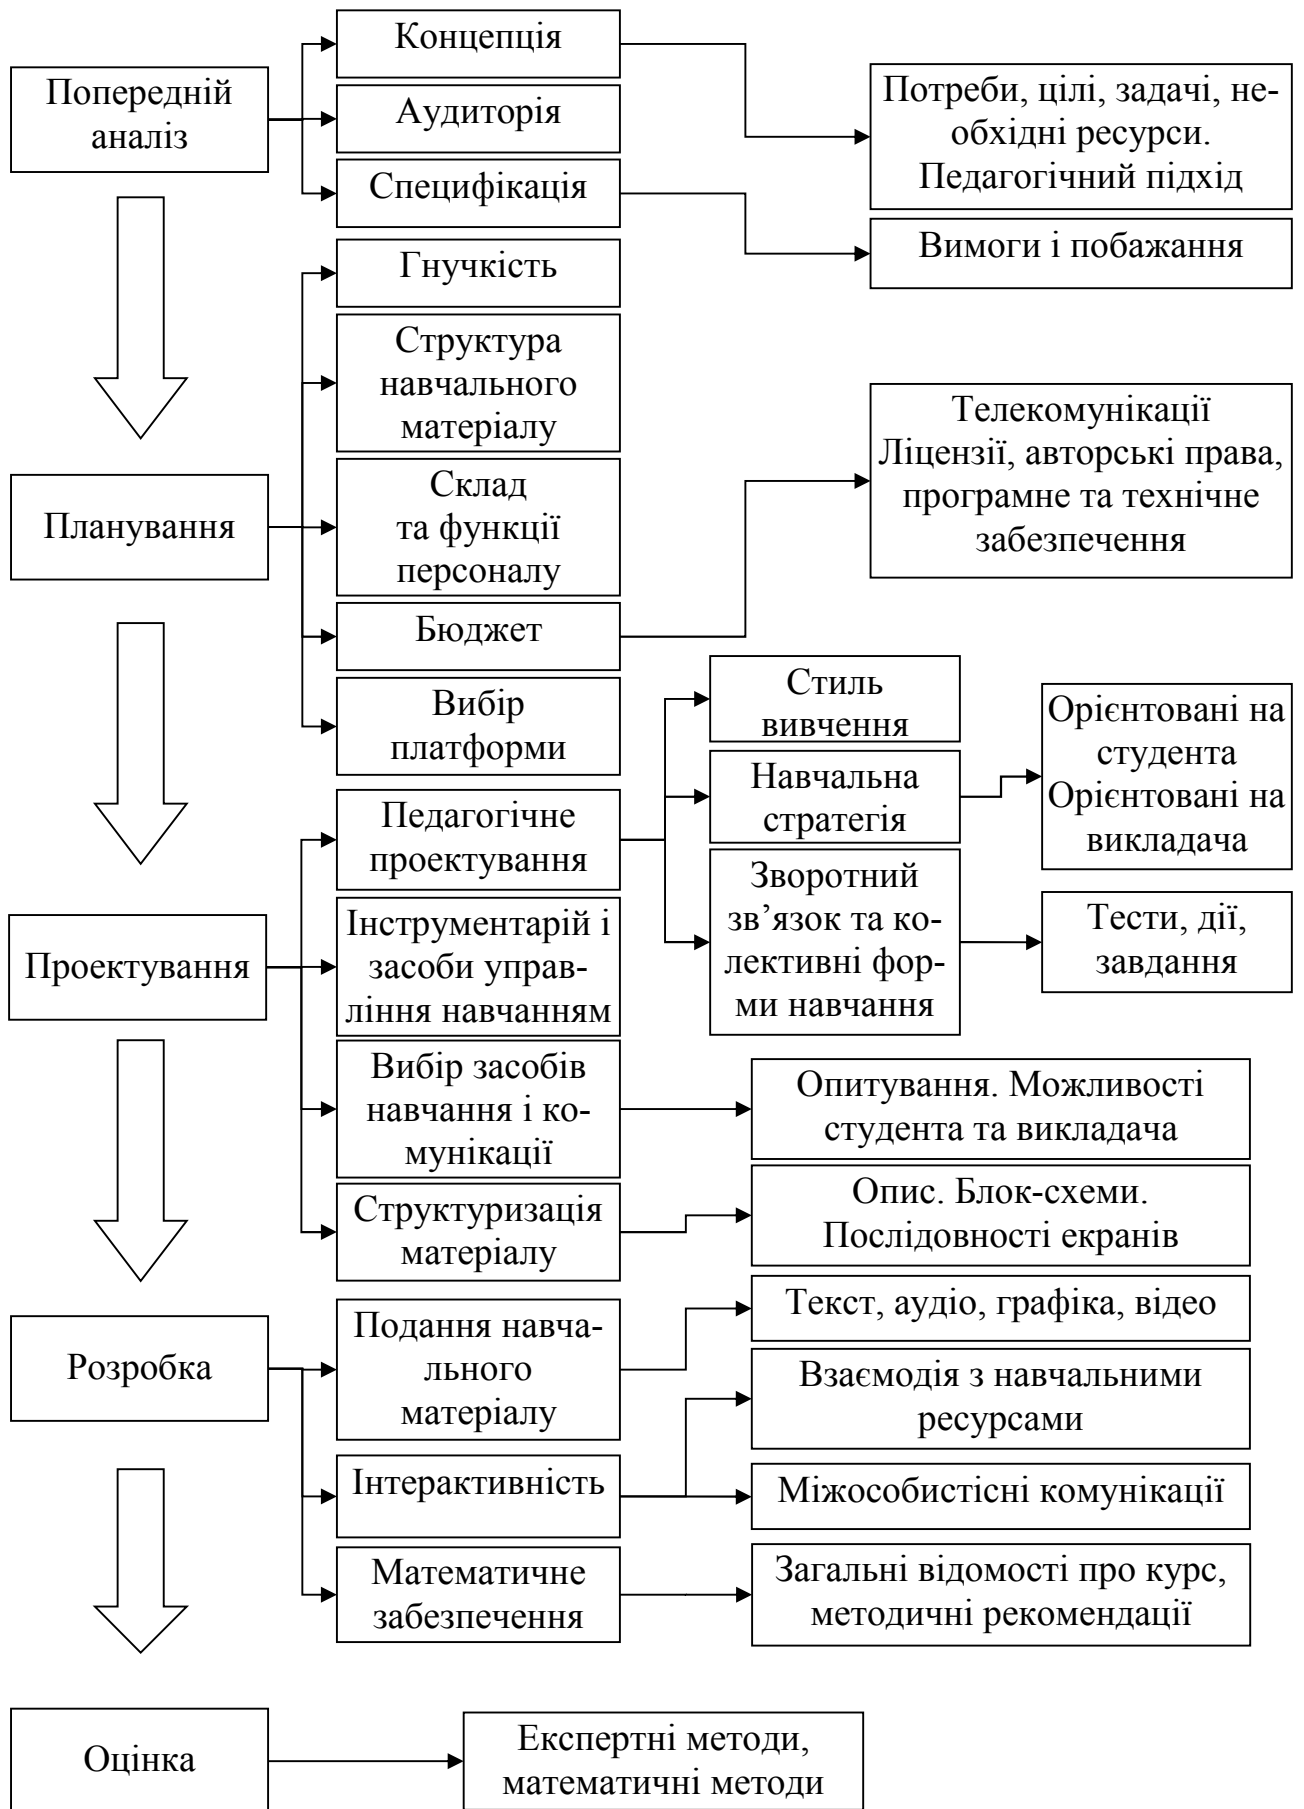 Попередній
аналіз
Концепція
Аудиторія
Специфікація
Потреби, цілі, задачі, не-
обхідні ресурси.
Педагогічний підхід
Вимоги і побажання
Планування
Гнучкість
Структура
навчального
матеріалу
Склад
та функції
персоналу
Бюджет
Вибір
платформи
Телекомунікації
Ліцензії, авторські права,
програмне та технічне
забезпечення
Проектування
Педагогічне
проектування
Інструментарій і
засоби управ-
ління навчанням
Вибір засобів
навчання і ко-
мунікації
Структуризація
матеріалу
Стиль
вивчення
Навчальна
стратегія
Зворотний
зв’язок та ко-
лективні фор-
ми навчання
Орієнтовані на
студента
Орієнтовані на
викладача
Тести, дії,
завдання
Опитування. Можливості
студента та викладача
Опис. Блок-схеми.
Послідовності екранів
Розробка
Подання навча-
льного
матеріалу
Інтерактивність
Математичне
забезпечення
Текст, аудіо, графіка, відео
Взаємодія з навчальними
ресурсами
Міжособистісні комунікації
Загальні відомості про курс,
методичні рекомендації
Оцінка
Експертні методи,
математичні методи